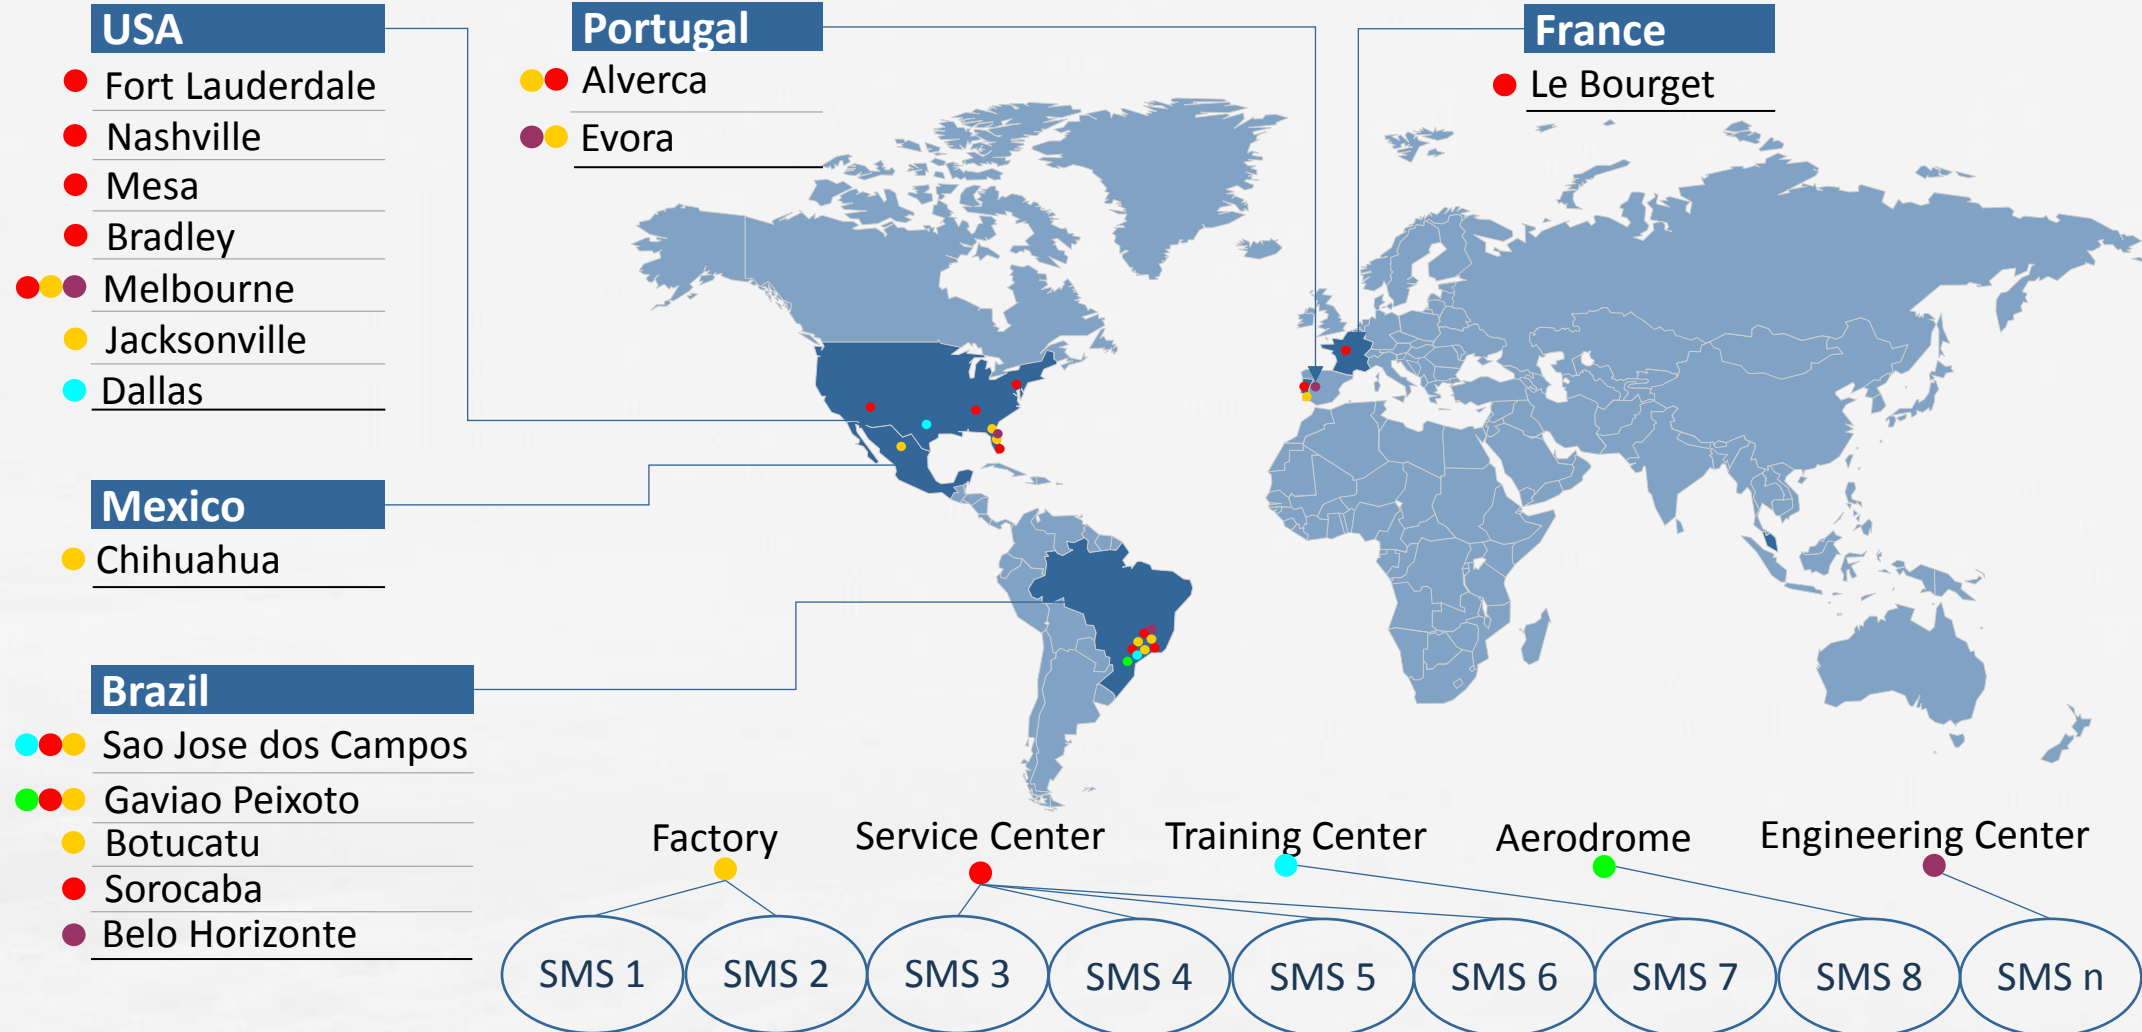 USA
Fort Lauderdale
Nashville
Mesa
Bradley
Melbourne
Jacksonville
Dallas
Mexico
Chihuahua
Brazil
Sao Jose dos Campos
Gaviao Peixoto
Botucatu
Sorocaba
Belo Horizonte
Portugal
Alverca
Evora
France
Le Bourget
Factory
Service Center
Training Center
Aerodrome
Engineering Center
SMS 1
SMS 2
SMS 3
SMS 4
SMS 5
SMS 6
SMS 7
SMS 8
SMS n